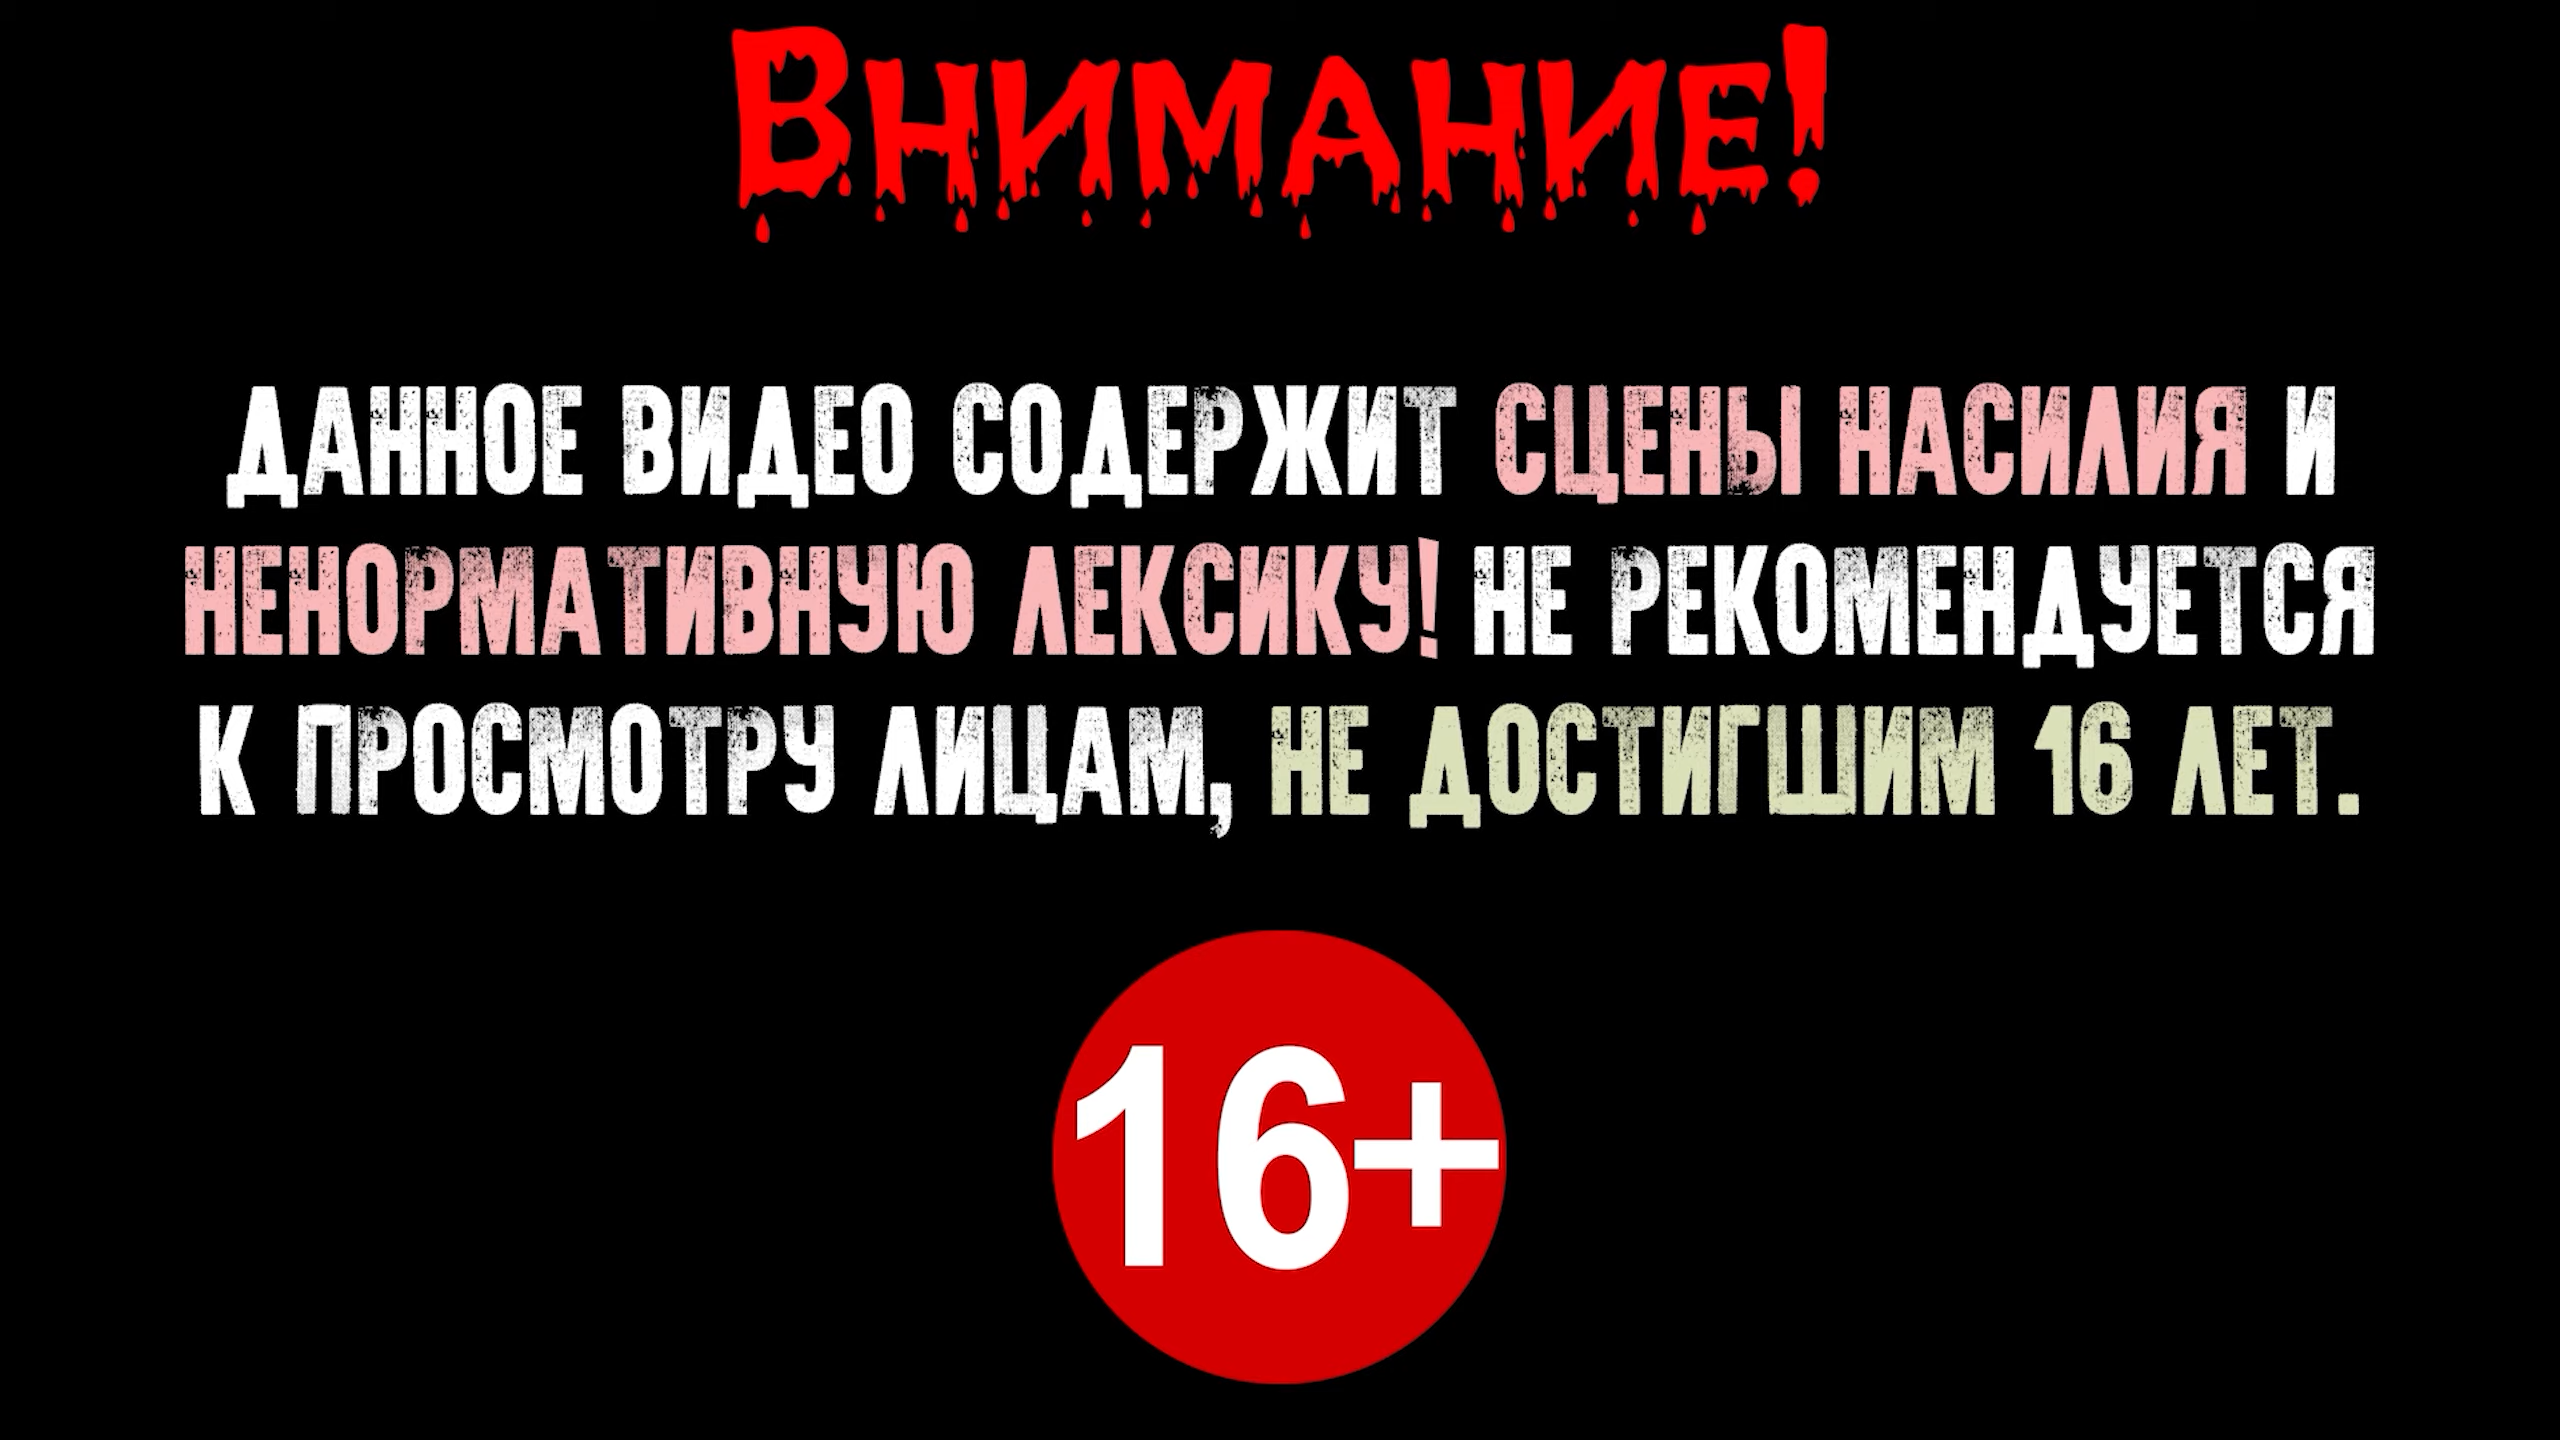 Внимание!
ДАННОЕ ВИДЕО СОДЕРЖИТ СЦЕНЫ НАСИЛИЯ И
НЕНОРМАТИВНУЮ ЛЕКСИКУ! НЕ РЕКОМЕНДУЕТСЯ
К ПРОСМОТРУ ЛИЦАМ, НЕ ДОСТИГШИМ 16 ЛЕТ.
16+